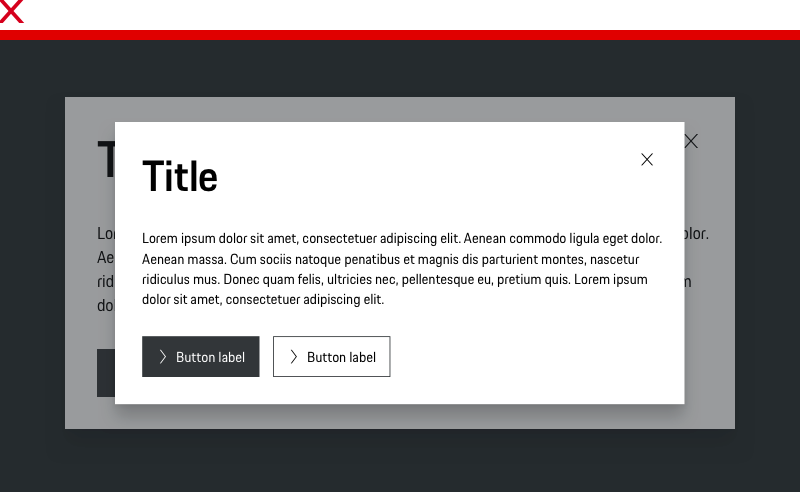 Title
Lorem ipsum dolor sit amet, consectetuer adipiscing elit. Aenean commodo ligula eget dolor.
Aenean massa. Cum sociis natoque penatibus et magnis dis parturient montes, nascetur
ridiculus mus. Donec quam felis, ultricies nec, pellentesque eu, pretium quis. Lorem ipsum
dolor sit amet, consectetuer adipiscing elit.
Button label
Button label